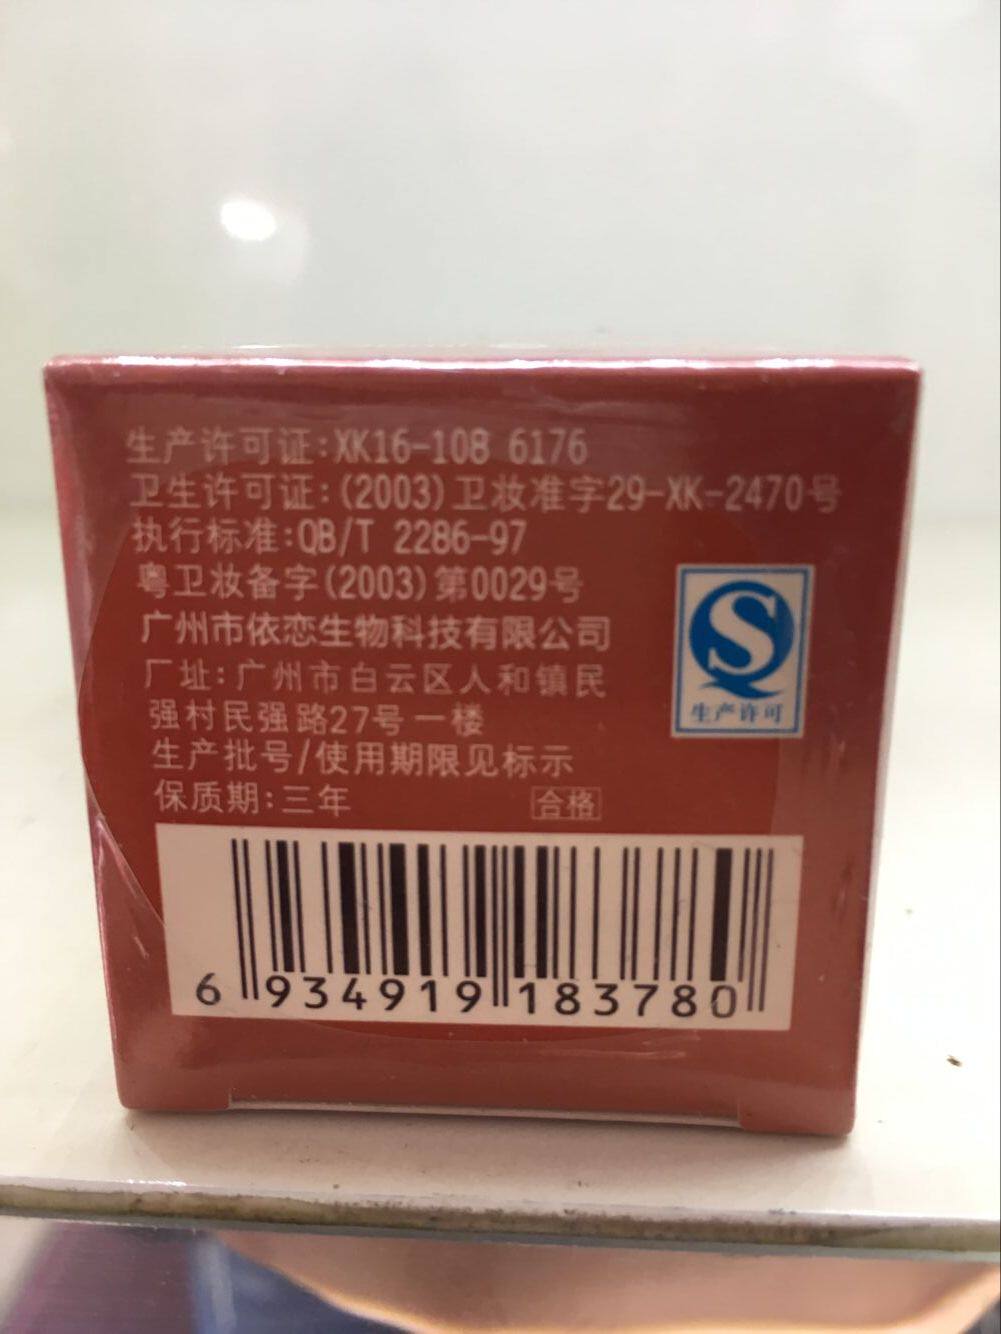 生产许可证:XK16-108 6176
卫生许可证:(2003)卫妆准字29-XK-2470号
执行标准:QB/T 2286-97
粤卫妆备字(2003)第0029号
广州市依恋生物科技有限公司
厂址:广州市白云区人和镇民
强村民强路27号一楼
生产批号/使用期限见标示
保质期:三年
合格
生产许可
6 934919 183780